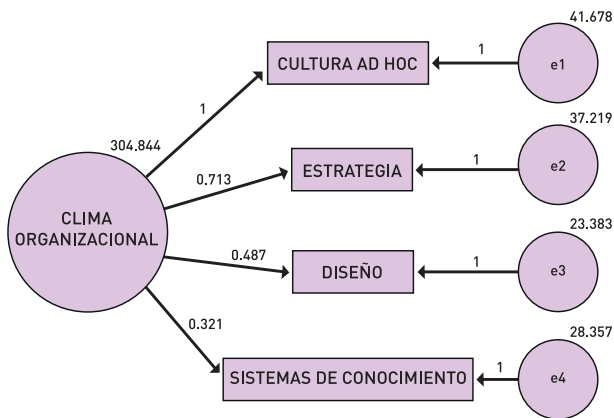 41.678
CULTURA AD HOC
1
e1
1
304.844
37.219
0.713
ESTRATEGIA
1
e2
CLIMA
ORGANIZACIONAL
23.383
0.487
DISEÑO
1
e3
0.321
28.357
SISTEMAS DE CONOCIMIENTO
1
e4